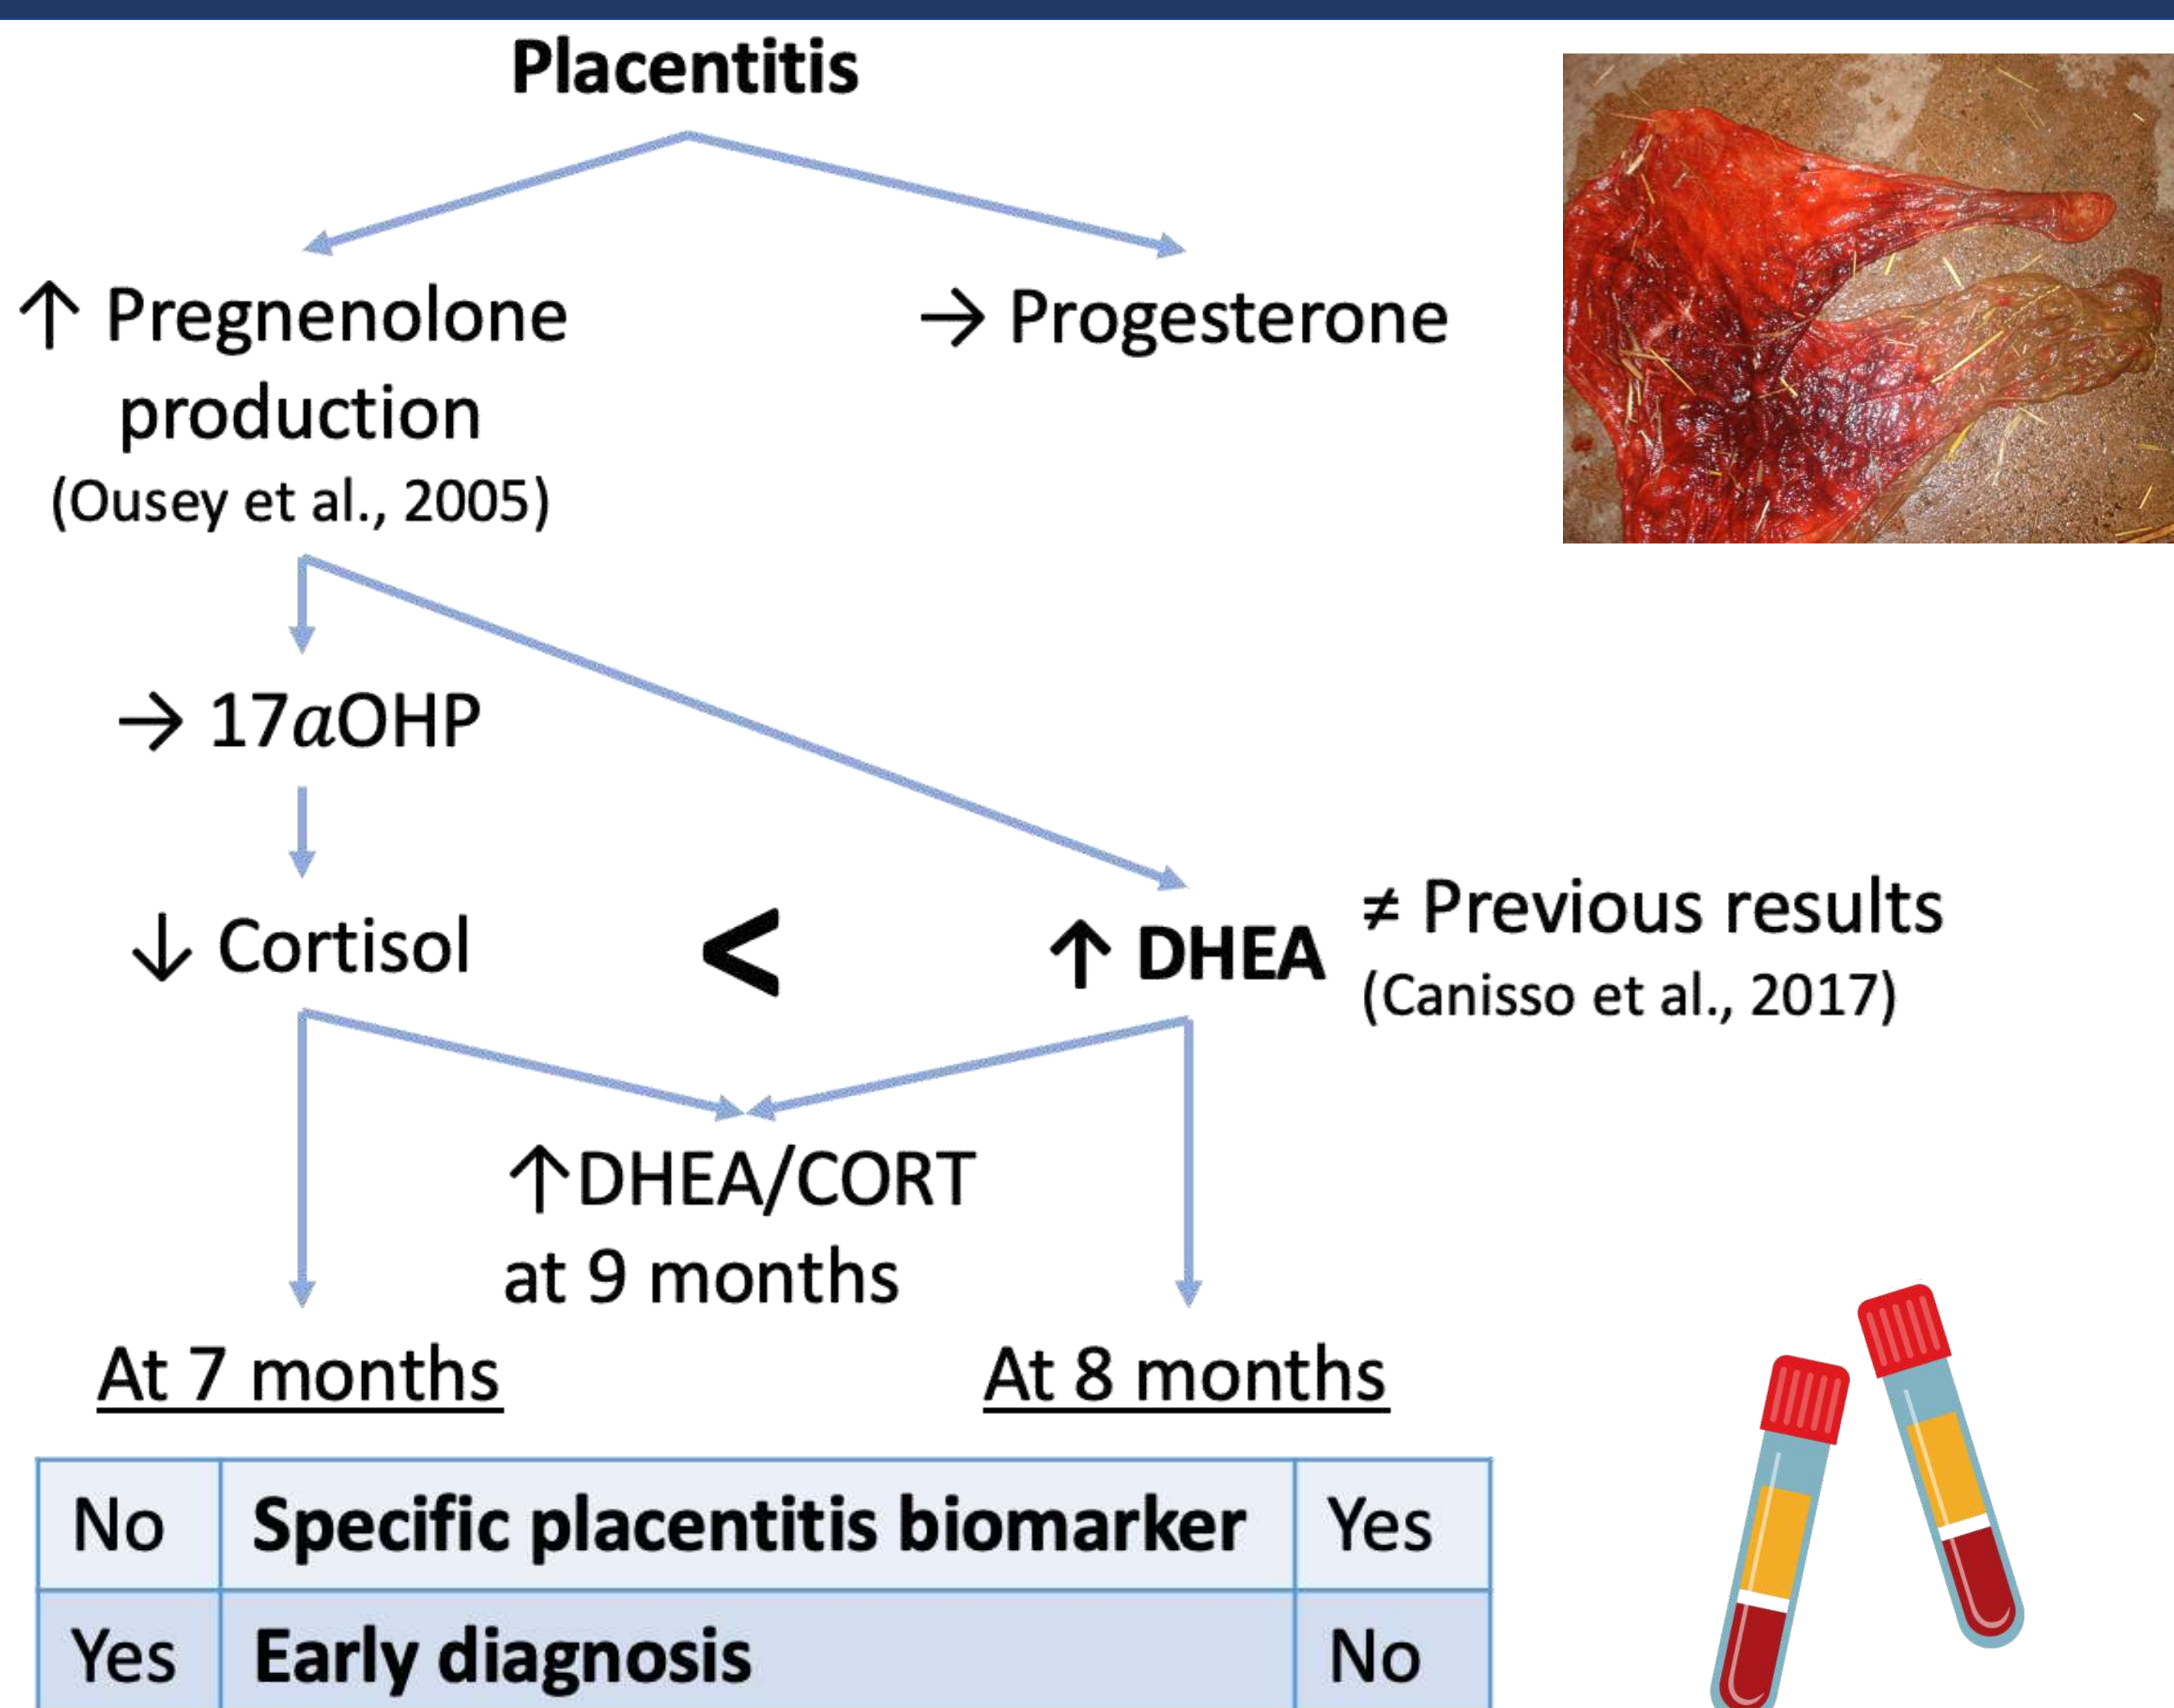 Placentitis
↑ Pregnenolone
production
(Ousey et al., 2005)
→ Progesterone
→ 17𝑎OHP
↓ Cortisol
<
↑ DHEA
≠ Previous results
(Canisso et al., 2017)
↑DHEA/CORT
at 9 months
At 7 months
At 8 months
No Specific placentitis biomarker Yes
Yes Early diagnosis No